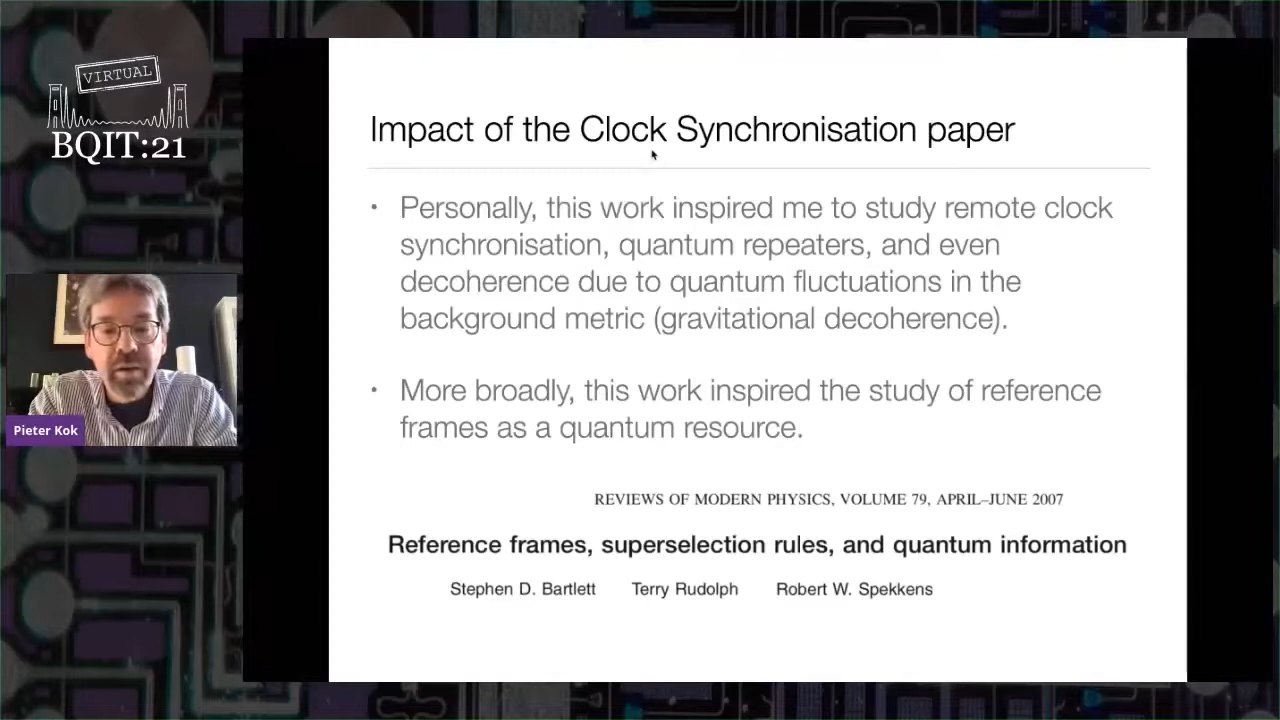 VIRTUAL
BQIT:21
Pieter Kok
Impact of the Clock Synchronisation paper
• Personally, this work inspired me to study remote clock
synchronisation, quantum repeaters, and even
decoherence due to quantum fluctuations in the
background metric (gravitational decoherence).
• More broadly, this work inspired the study of reference
frames as a quantum resource.
REVIEWS OF MODERN PHYSICS, VOLUME 79, APRIL–JUNE 2007
Reference frames, superselection rules, and quantum information
Stephen D. Bartlett Terry Rudolph Robert W. Spekkens